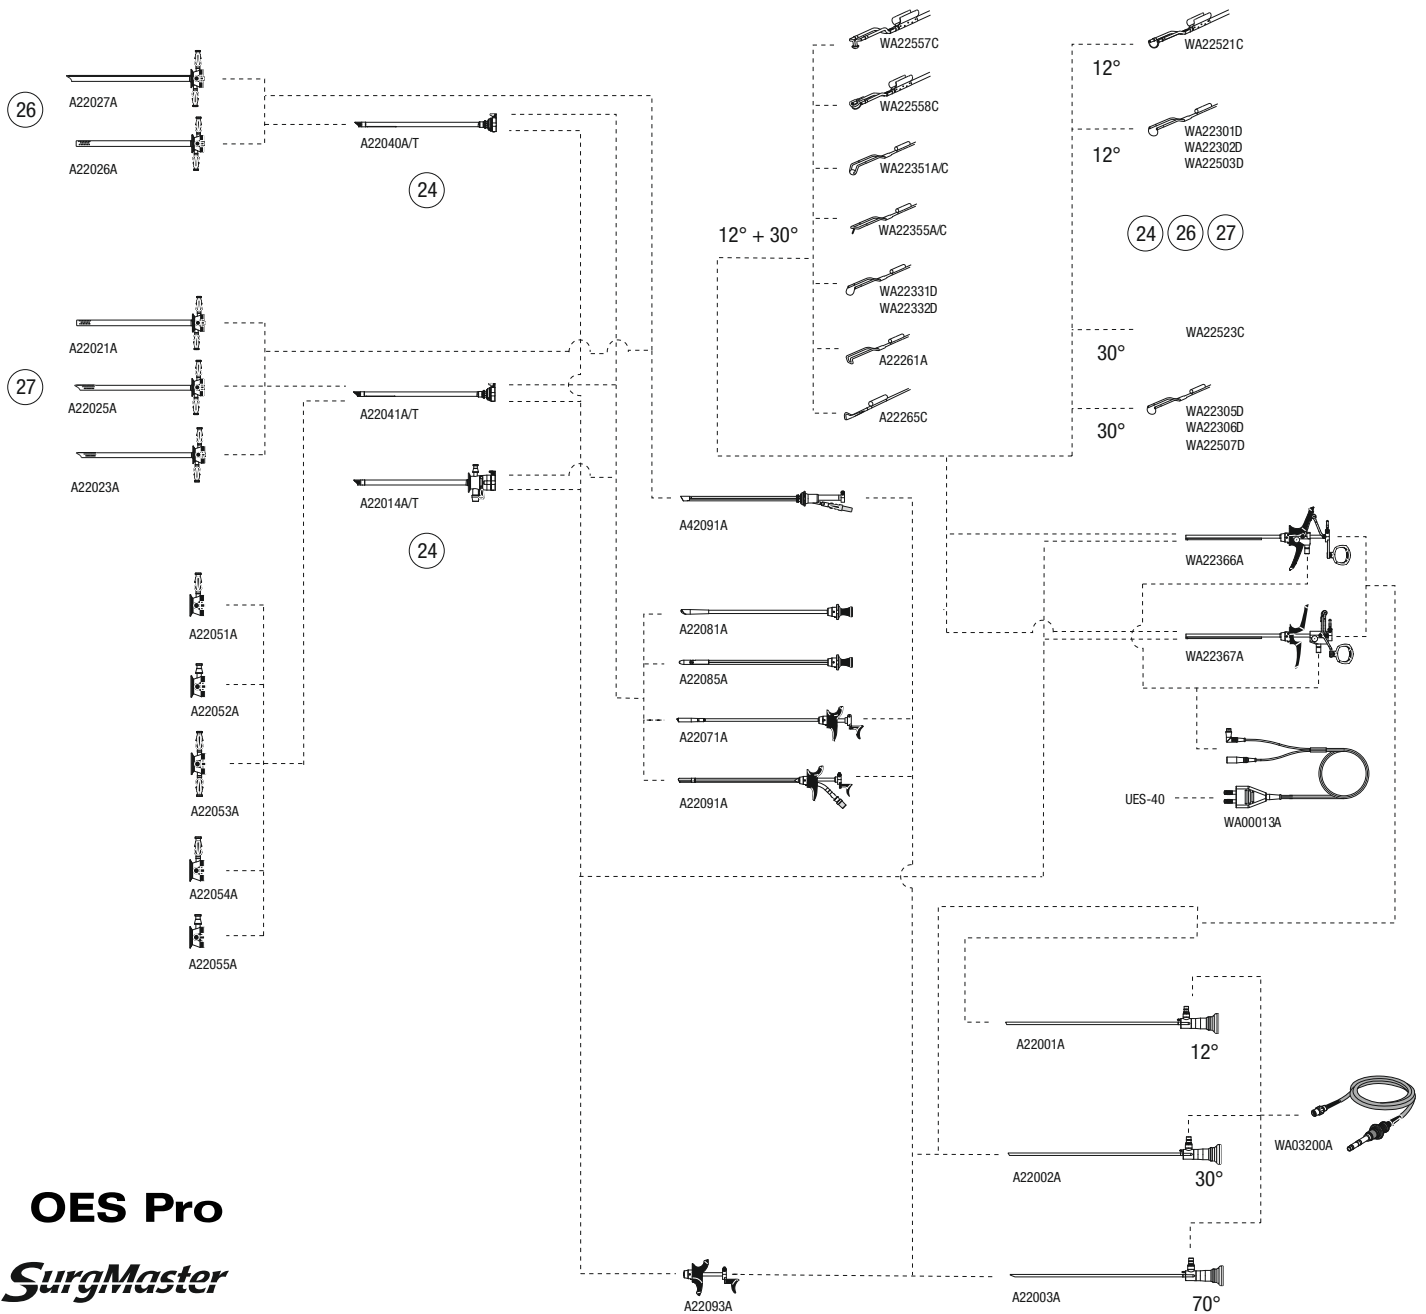 26
A22027A
A22026A
A22040A/T
24
27
A22021A
A22025A
A22023A
A22041A/T
A22014A/T
24
A22051A
A22052A
A22053A
A22054A
A22055A
12° + 30°
WA22557C
WA22558C
WA22351A/C
WA22355A/C
WA22331D
WA22332D
A22261A
A22265C
12°
WA22521C
12°
WA22301D
WA22302D
WA22503D
24 26 27
30°
WA22523C
30°
WA22305D
WA22306D
WA22507D
A42091A
A22081A
A22085A
A22071A
A22091A
WA22366A
WA22367A
UES-40
WA00013A
A22001A
12°
WA03200A
A22002A
30°
A22093A
A22003A
70°
OES Pro
SurgMaster